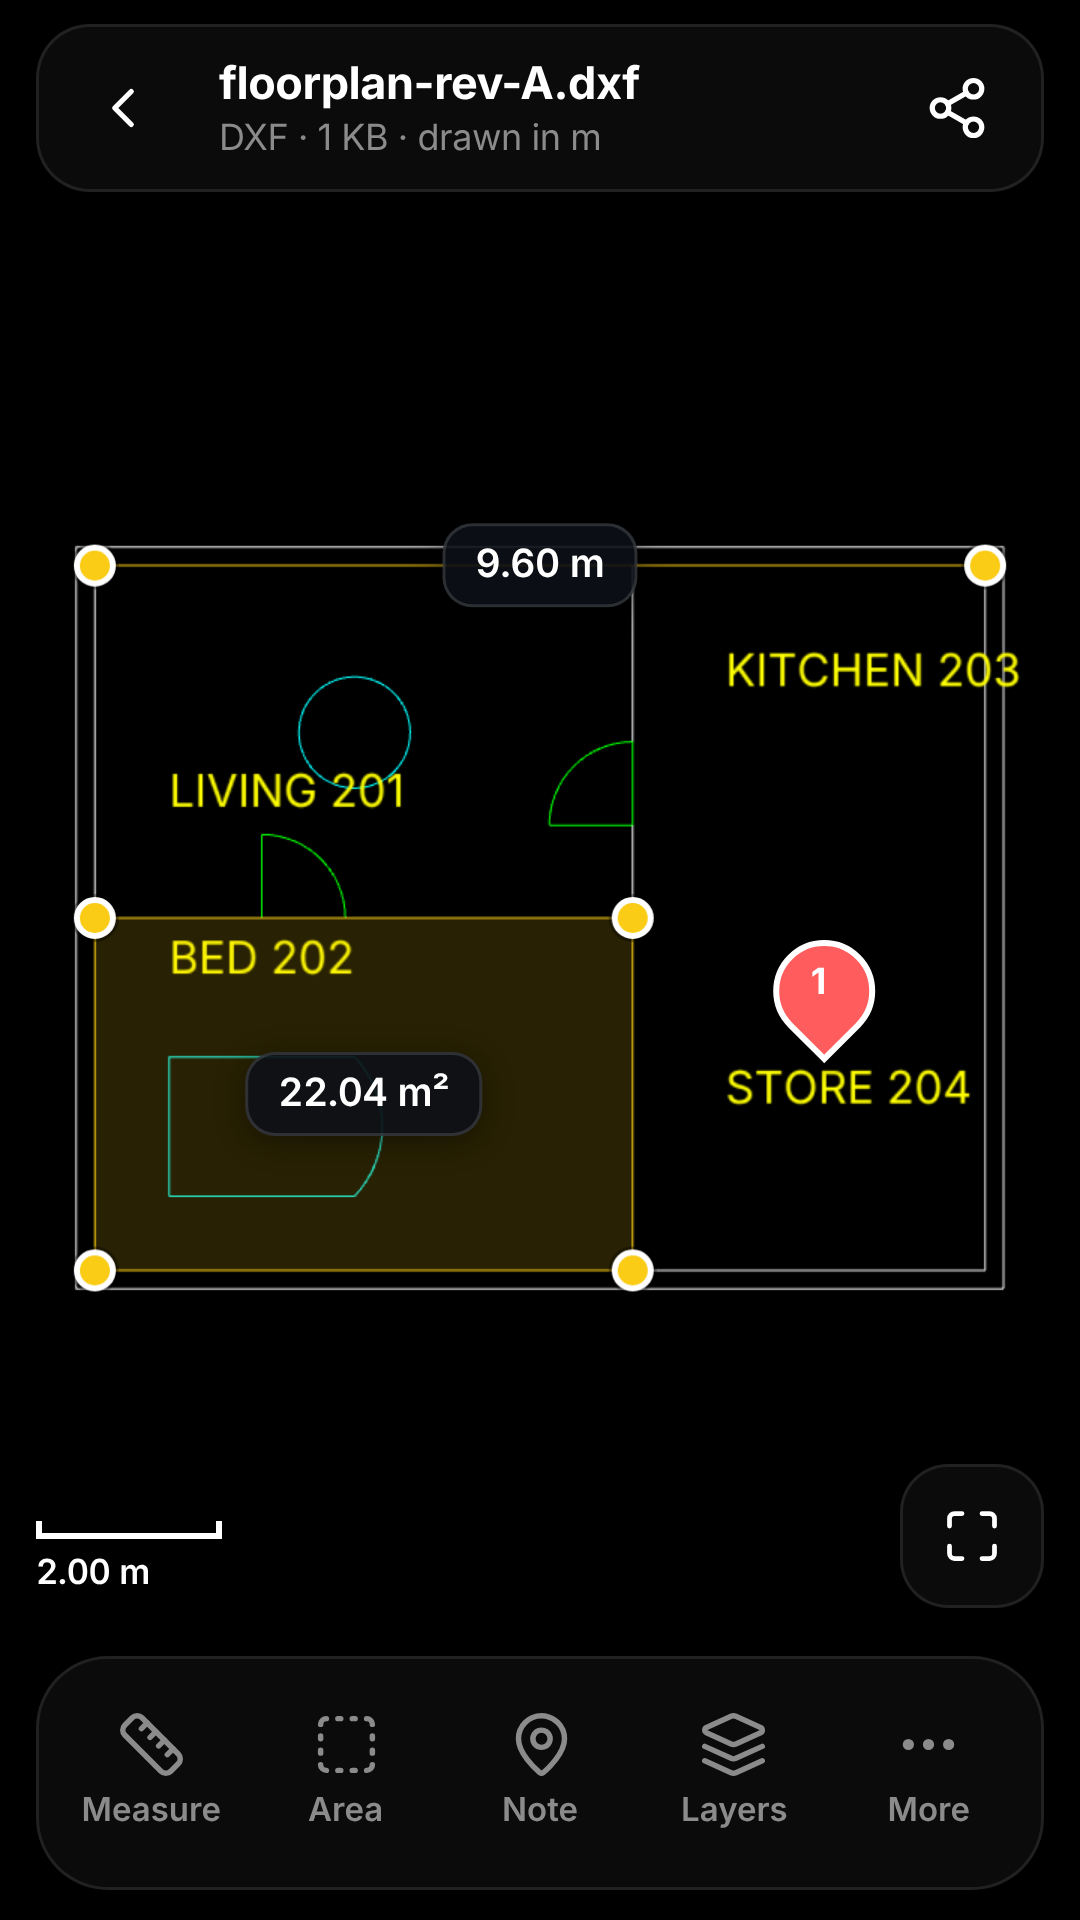 floorplan-rev-A.dxf
DXF · 1 KB · drawn in m
9.60 m
KITCHEN 203
LIVING 201
BED 202
1
22.04 m²
STORE 204
2.00 m
Measure
Area
Note
Layers
More